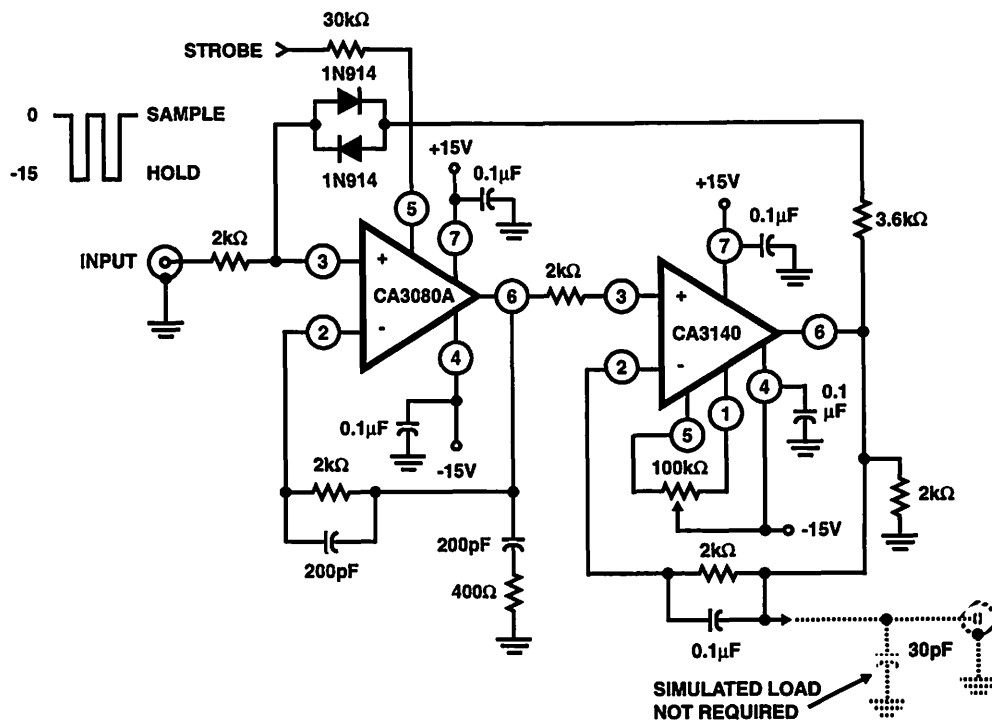 30kΩ
STROBE
1N914
0
SAMPLE
-15
HOLD
1N914
+15V
0.1µF
5
7
+15V
0.1µF
7
3.6kΩ
INPUT
2kΩ
3
+
CA3080A
6
2kΩ
3
+
CA3140
6
2
-
4
2
-
4
0.1
µF
5
1
0.1µF
-15V
100kΩ
2kΩ
-15V
2kΩ
200pF
200pF
400Ω
2kΩ
0.1µF
30pF
SIMULATED LOAD
NOT REQUIRED